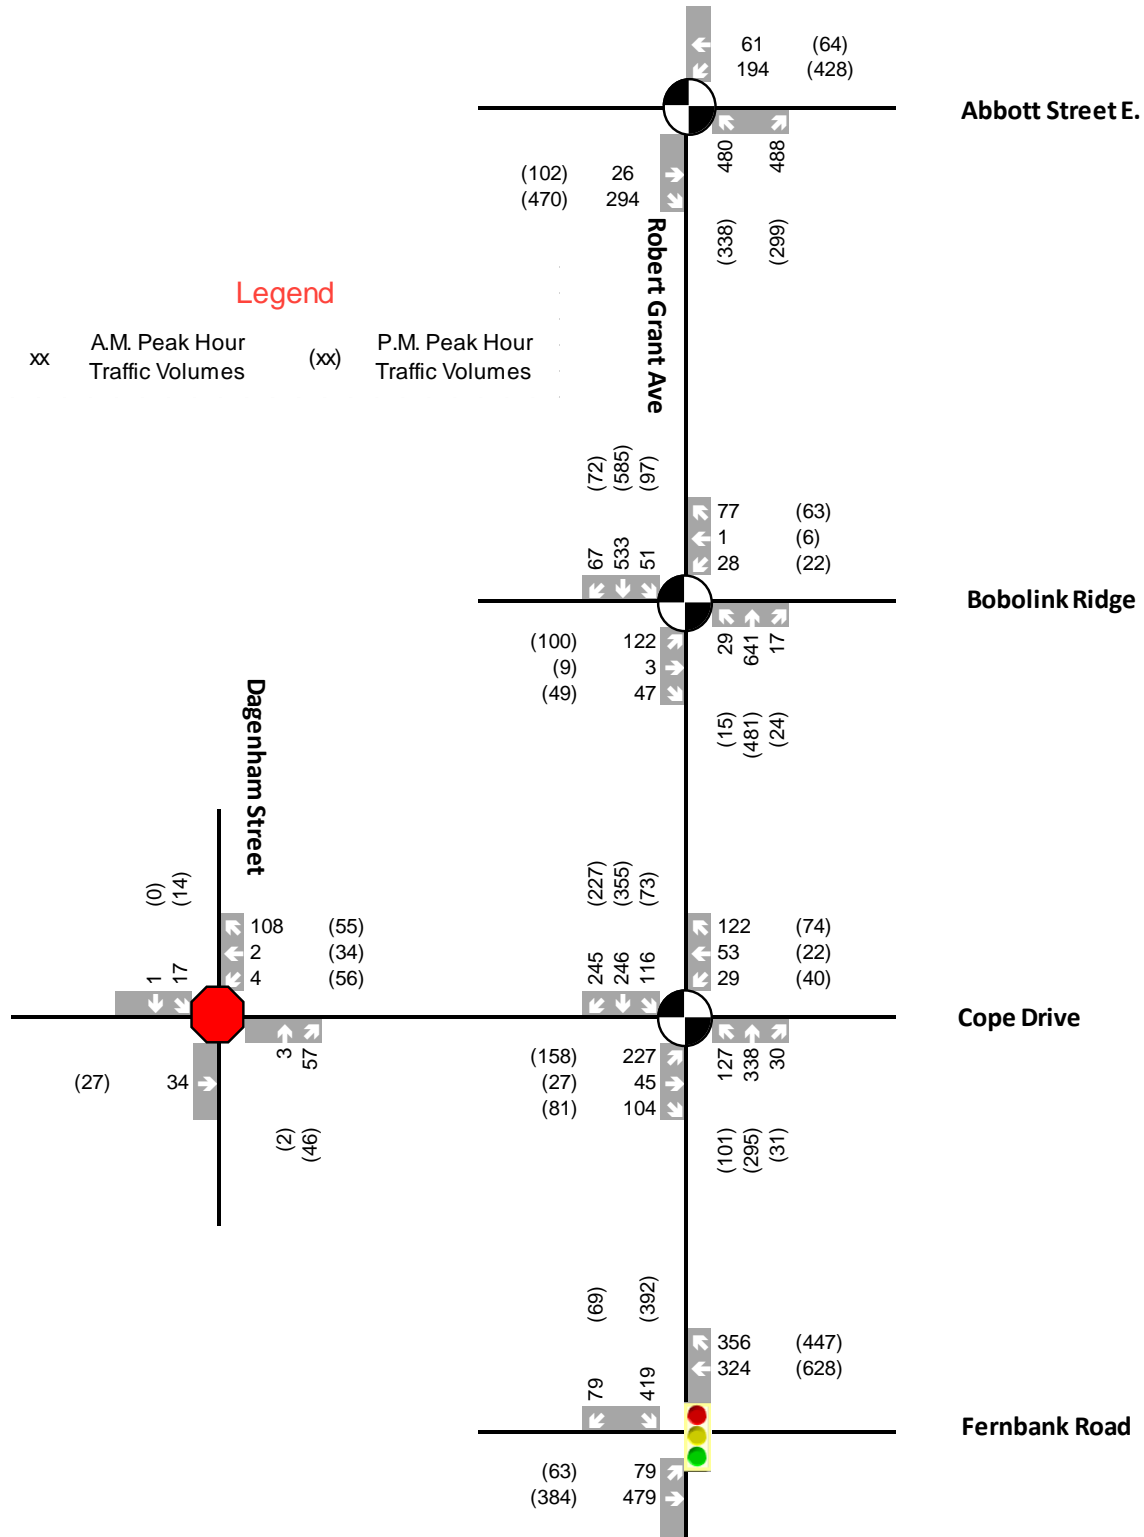 61 (64)
194 (428)
Abbott Street E.
480 488
(102) 26
(470) 294
(338) (299)
Robert Grant Ave
Legend
xx A.M. Peak Hour Traffic Volumes (xx) P.M. Peak Hour Traffic Volumes
(72) (585) (97)
67 533 51
77 (63)
1 (6)
28 (22)
Bobolink Ridge
(100) 122
(9) 3
(49) 47
29 641 17
(15) (481) (24)
Dagenham Street
(0) (14)
1 17
108 (55)
2 (34)
4 (56)
(227) (355) (73)
245 246 116
122 (74)
53 (22)
29 (40)
Cope Drive
(27) 34
3 57
(2) (46)
(158) 227
(27) 45
(81) 104
127 338 30
(101) (295) (31)
(69) (392)
79 419
356 (447)
324 (628)
Fernbank Road
(63) 79
(384) 479